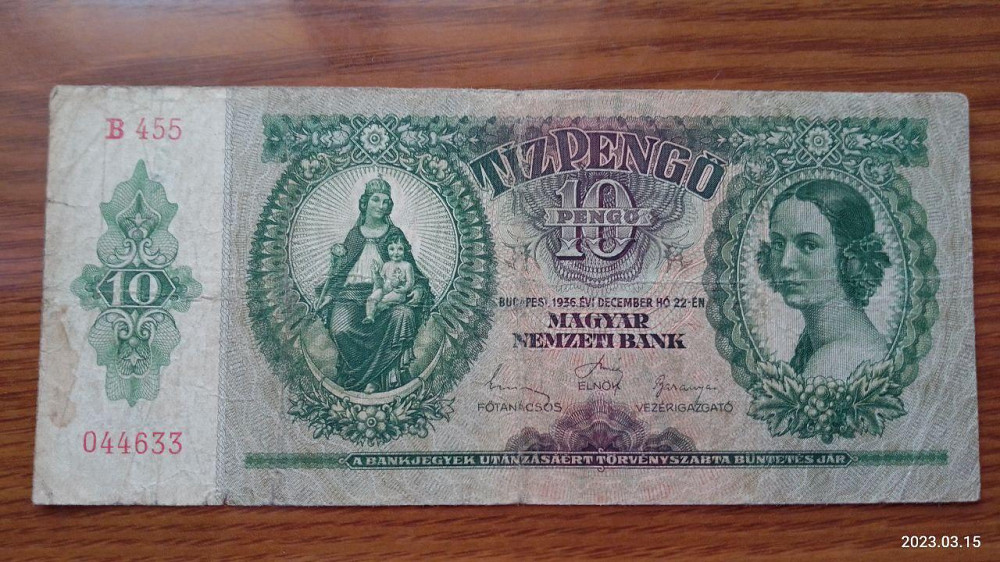 B 455
10
044633
TÍZ PENGŐ
10
PENGŐ
BUDAPEST, 1936. ÉVI DECEMBER HÓ 22-ÉN
MAGYAR
NEMZETI BANK
ELNÖK
FŐTANÁCSOS VEZÉRIGAZGATÓ
A BANKJEGYEK UTÁNZÁSÁÉRT TÖRVÉNYSZABTA BÜNTETÉS JÁR
2023.03.15